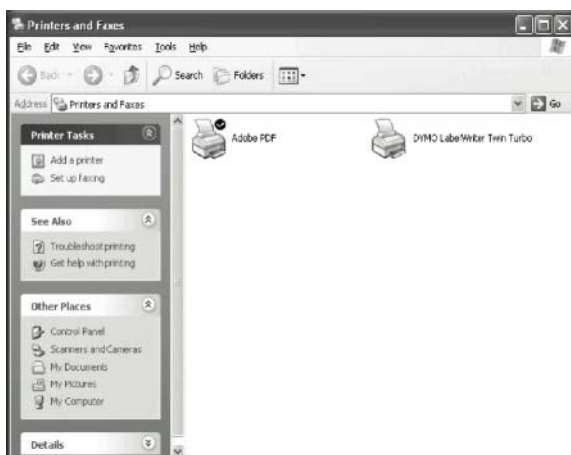 Printers and Faxes
File Edit View Favorites Tools Help
Back Search Folders
Address Printers and Faxes Go
Printer Tasks
Add a printer
Set up faxing
See Also
Troubleshoot printing
Get help with printing
Other Places
Control Panel
Scanners and Cameras
My Documents
My Pictures
My Computer
Details
Adobe PDF
DYMO LabelWriter Twin Turbo